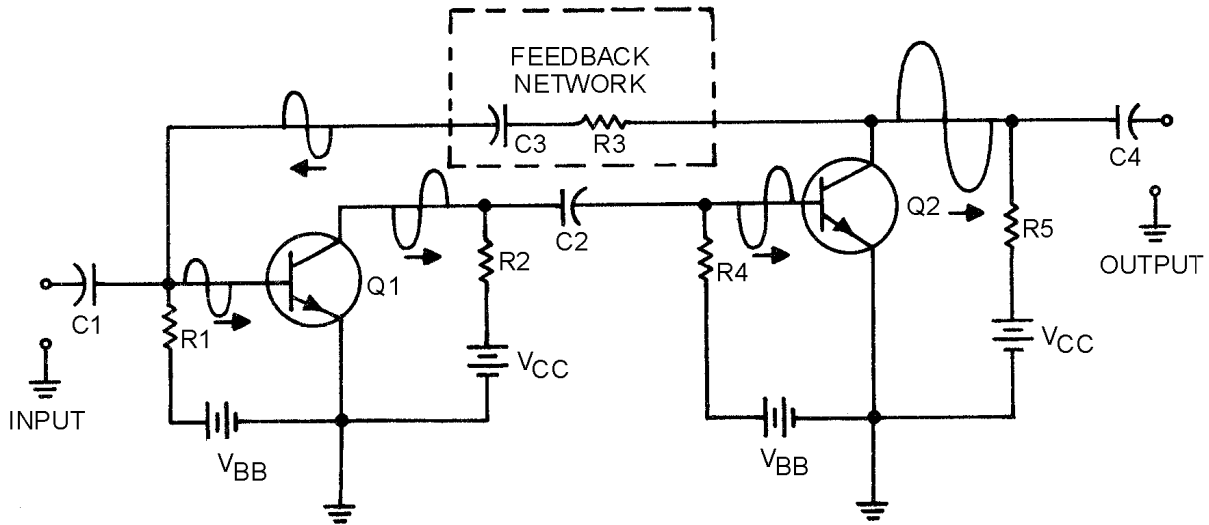 FEEDBACK
NETWORK
C3
R3
C4
Q2
C2
R2
R5
OUTPUT
Q1
R4
C1
R1
VCC
VCC
INPUT
VBB
VBB